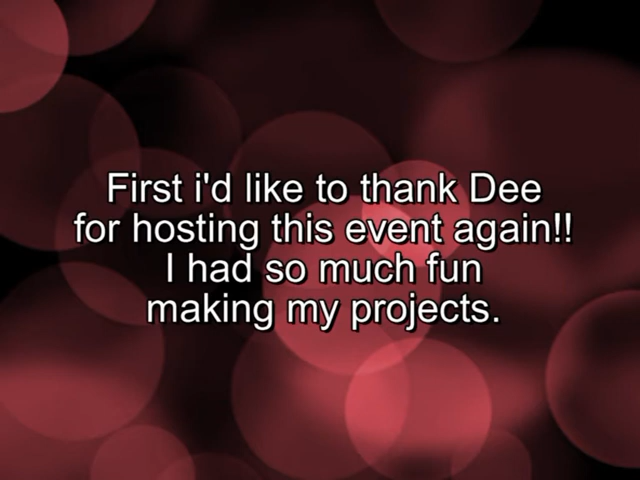 First i'd like to thank Dee
for hosting this event again!!
I had so much fun
making my projects.